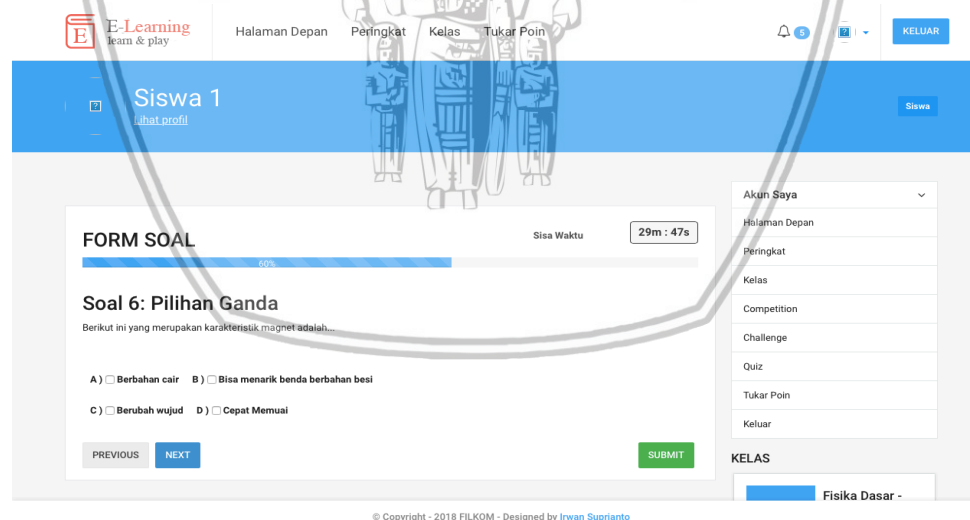 E-Learning
learn & play
Halaman Depan Peringkat Kelas Tukar Poin
5
KELUAR
Siswa 1
Lihat profil
Siswa
FORM SOAL
Sisa Waktu
29m : 47s
60%
Soal 6: Pilihan Ganda
Berikut ini yang merupakan karakteristik magnet adalah...
A ) Berbahan cair B ) Bisa menarik benda berbahan besi
C ) Berubah wujud D ) Cepat Memuai
PREVIOUS NEXT SUBMIT
Akun Saya
Halaman Depan
Peringkat
Kelas
Competition
Challenge
Quiz
Tukar Poin
Keluar
KELAS
Fisika Dasar -
© Copyright - 2018 FILKOM - Designed by Irwan Suprianto